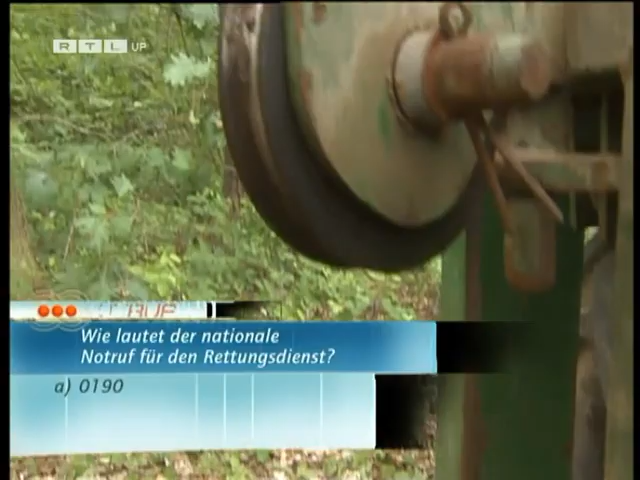 RTL UP
Wie lautet der nationale
Notruf für den Rettungsdienst?
a) 0190